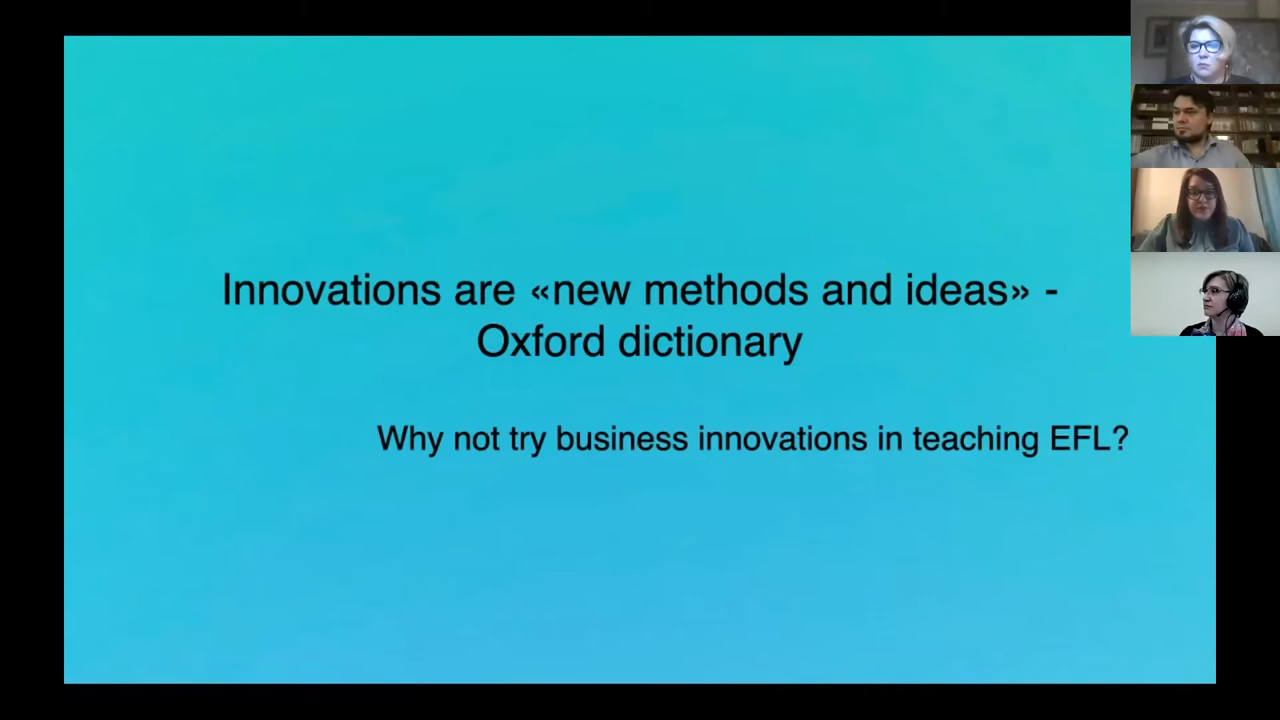 Innovations are «new methods and ideas» -
Oxford dictionary
Why not try business innovations in teaching EFL?